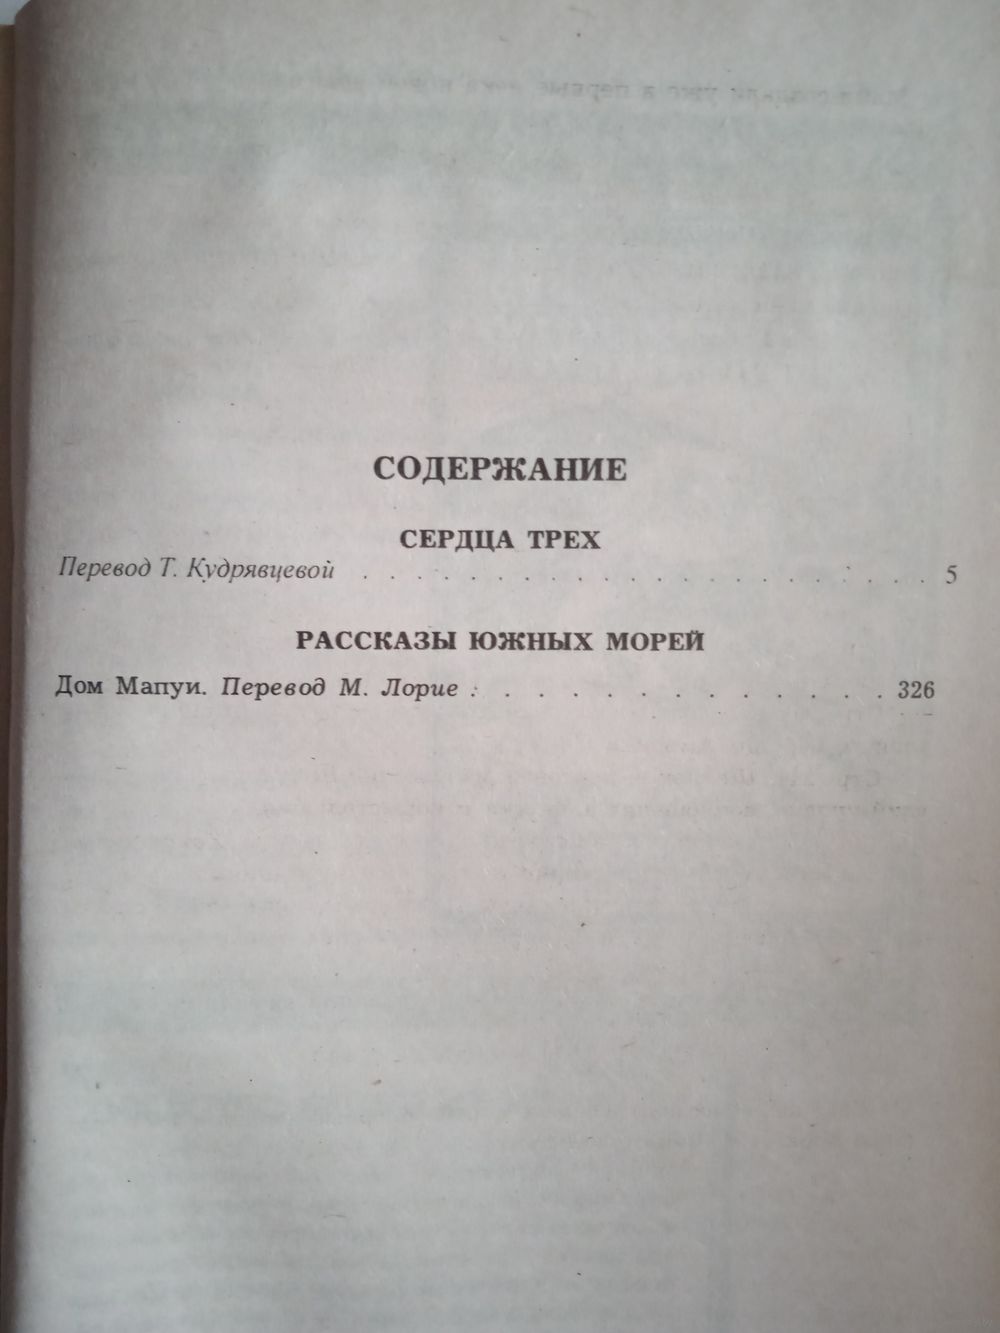 СОДЕРЖАНИЕ
СЕРДЦА ТРЕХ
Перевод Т. Кудрявцевой . . . . . . . . . . . . . . . . . . . . . . 5
РАССКАЗЫ ЮЖНЫХ МОРЕЙ
Дом Мапуи. Перевод М. Лорие . . . . . . . . . . . . . 326